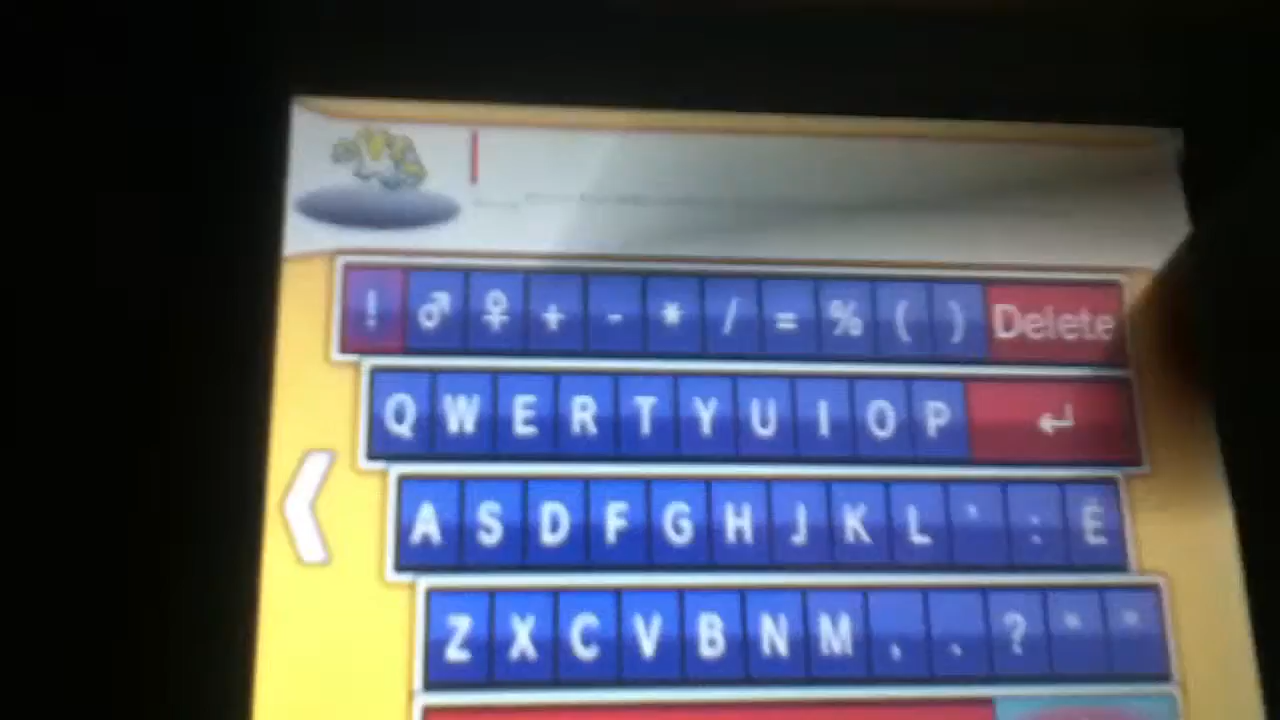 ! ♂ ♀ + - * / = % ( ) Delete
Q W E R T Y U I O P ↵
A S D F G H J K L ' : É
Z X C V B N M , . ?